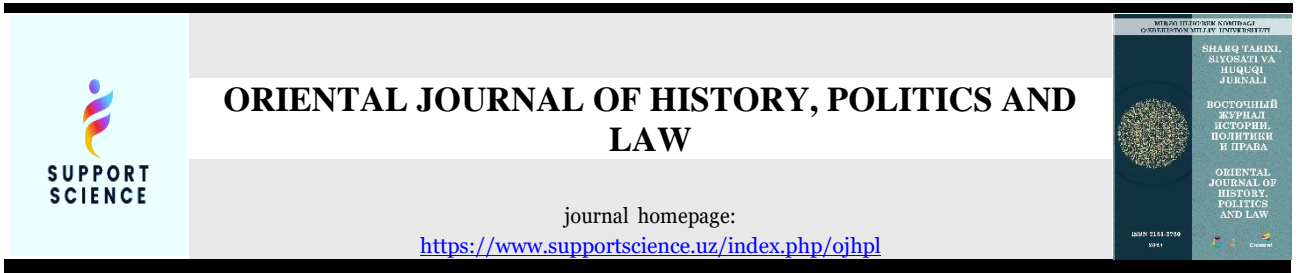 SUPPORT
SCIENCE
ORIENTAL JOURNAL OF HISTORY, POLITICS AND
LAW
journal homepage:
https://www.supportscience.uz/index.php/ojhpl
MIRZO ULUG'BEK NOMIDAGI
O'ZBEKISTON MILLIY UNIVERSITETI
SHARQ TARIXI,
SIYOSATI VA
HUQUQI
JURNALI
ВОСТОЧНЫЙ
ЖУРНАЛ
ИСТОРИИ,
ПОЛИТИКИ
И ПРАВА
ORIENTAL
JOURNAL OF
HISTORY,
POLITICS
AND LAW
ISSN
Crossref